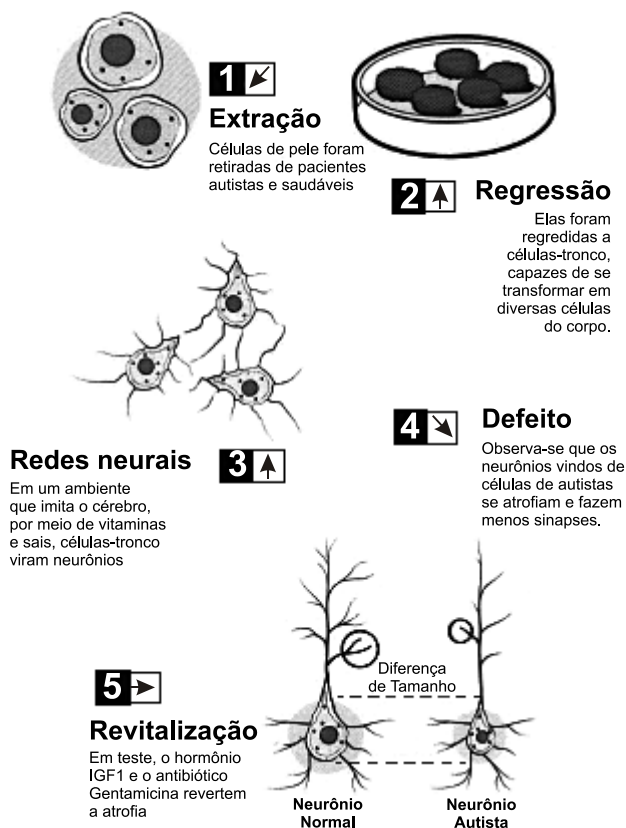 1
Extração
Células de pele foram
retiradas de pacientes
autistas e saudáveis
2
Regressão
Elas foram
regredidas a
células-tronco,
capazes de se
transformar em
diversas células
do corpo.
Redes neurais
3
Em um ambiente
que imita o cérebro,
por meio de vitaminas
e sais, células-tronco
viram neurônios
4
Defeito
Observa-se que os
neurônios vindos de
células de autistas
se atrofiam e fazem
menos sinapses.
5
Revitalização
Em teste, o hormônio
IGF1 e o antibiótico
Gentamicina revertem
a atrofia
Diferença
de Tamanho
Neurônio
Normal
Neurônio
Autista